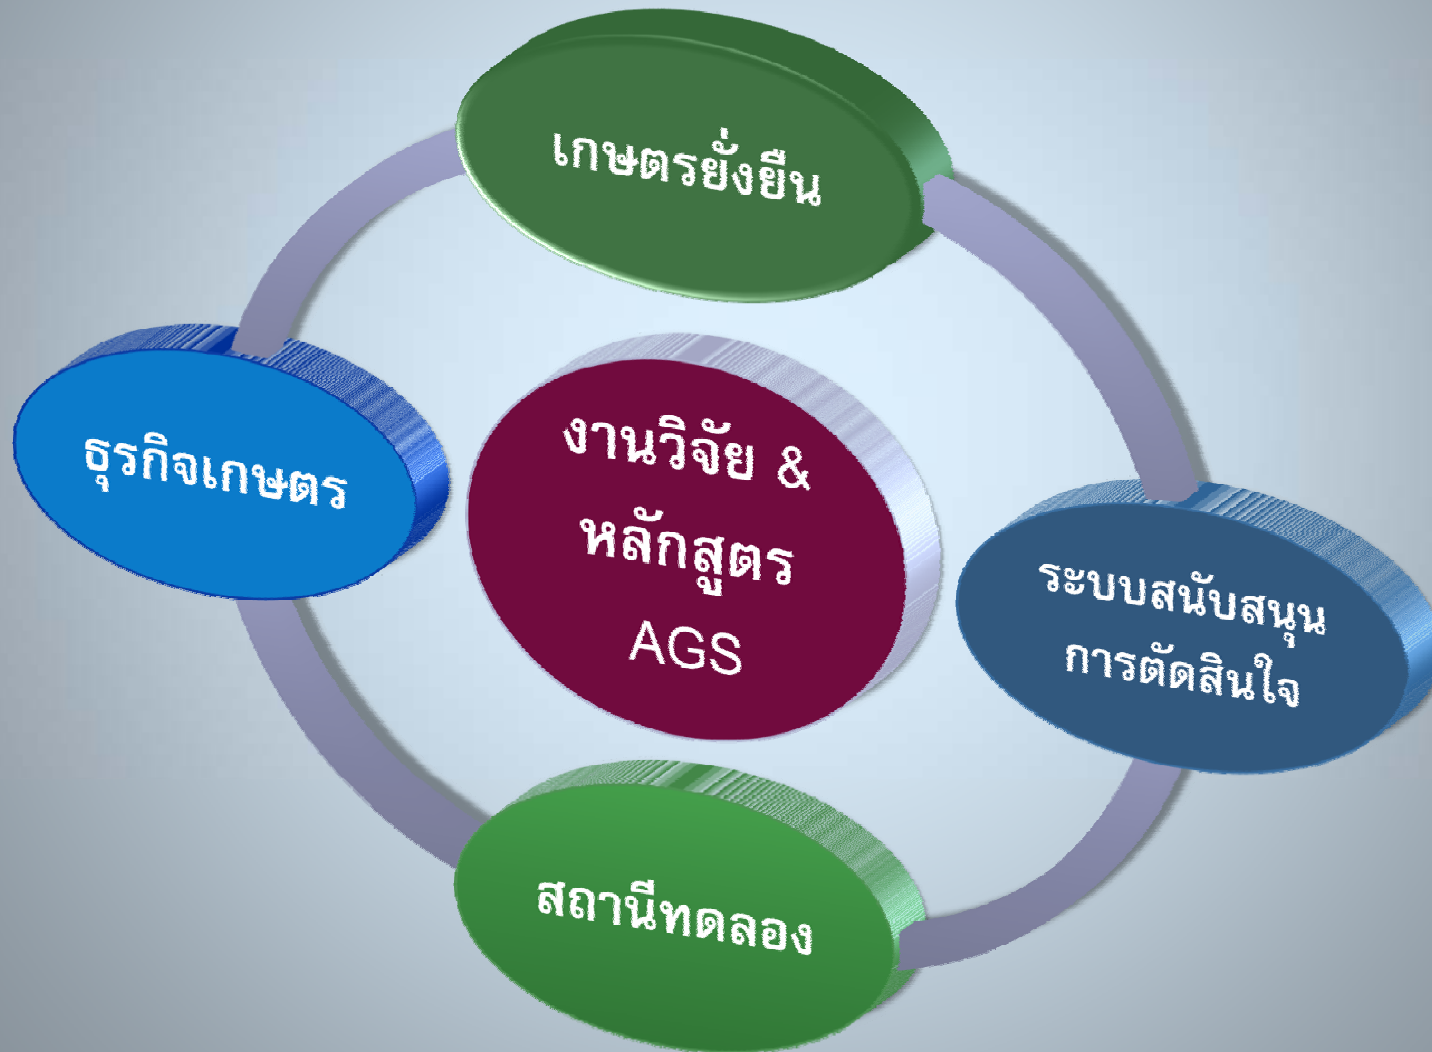 เกษตรยั่งยืน
ธุรกิจเกษตร
งานวิจัย &
หลักสูตร
AGS
ระบบสนับสนุน
การตัดสินใจ
สถานีทดลอง